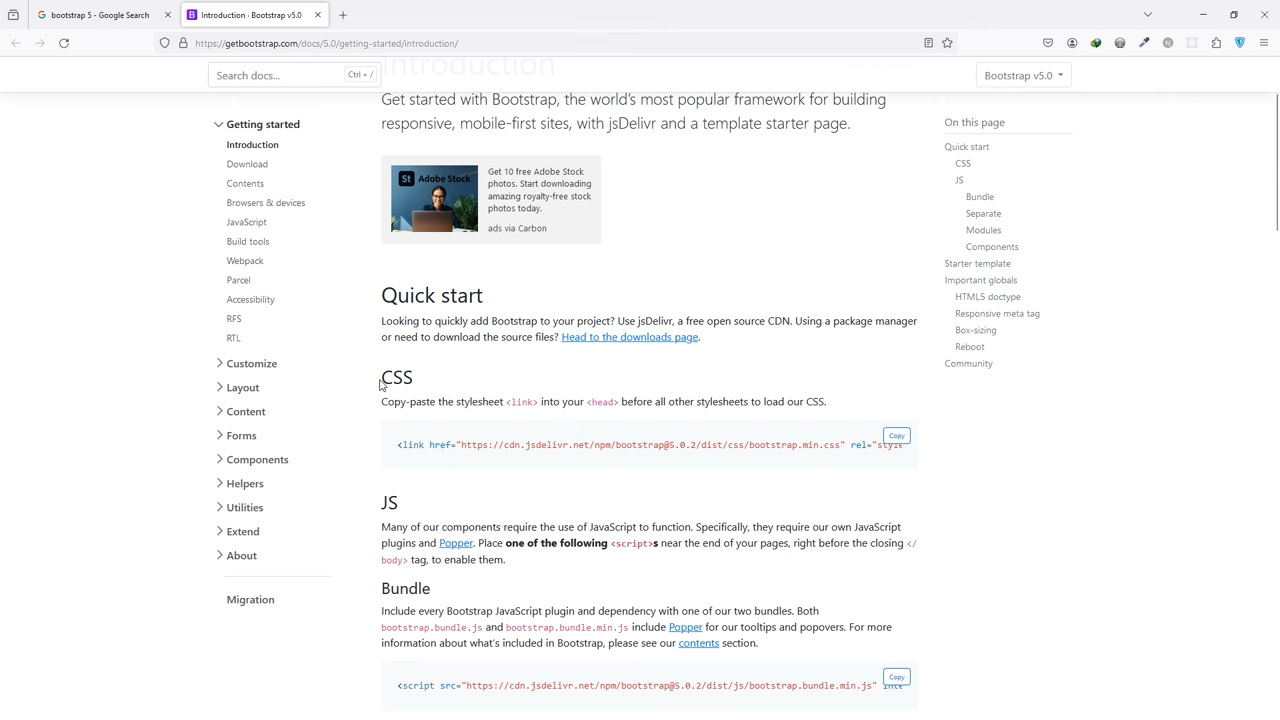 bootstrap 5 - Google Search
Introduction · Bootstrap v5.0
https://getbootstrap.com/docs/5.0/getting-started/introduction/
Search docs...
Ctrl + /
Bootstrap v5.0
Introduction
Get started with Bootstrap, the world's most popular framework for building
responsive, mobile-first sites, with jsDelivr and a template starter page.
Getting started
Introduction
Download
Contents
Browsers & devices
JavaScript
Build tools
Webpack
Parcel
Accessibility
RFS
RTL
Customize
Layout
Content
Forms
Components
Helpers
Utilities
Extend
About
Migration
St Adobe Stock
Get 10 free Adobe Stock
photos. Start downloading
amazing royalty-free stock
photos today.
ads via Carbon
Quick start
Looking to quickly add Bootstrap to your project? Use jsDelivr, a free open source CDN. Using a package manager
or need to download the source files? Head to the downloads page.
CSS
Copy-paste the stylesheet <link> into your <head> before all other stylesheets to load our CSS.
Copy
<link href="https://cdn.jsdelivr.net/npm/bootstrap@5.0.2/dist/css/bootstrap.min.css" rel="style
JS
Many of our components require the use of JavaScript to function. Specifically, they require our own JavaScript
plugins and Popper. Place one of the following <script>s near the end of your pages, right before the closing </
body> tag, to enable them.
Bundle
Include every Bootstrap JavaScript plugin and dependency with one of our two bundles. Both
bootstrap.bundle.js and bootstrap.bundle.min.js include Popper for our tooltips and popovers. For more
information about what's included in Bootstrap, please see our contents section.
Copy
<script src="https://cdn.jsdelivr.net/npm/bootstrap@5.0.2/dist/js/bootstrap.bundle.min.js" inte
On this page
Quick start
CSS
JS
Bundle
Separate
Modules
Components
Starter template
Important globals
HTML5 doctype
Responsive meta tag
Box-sizing
Reboot
Community